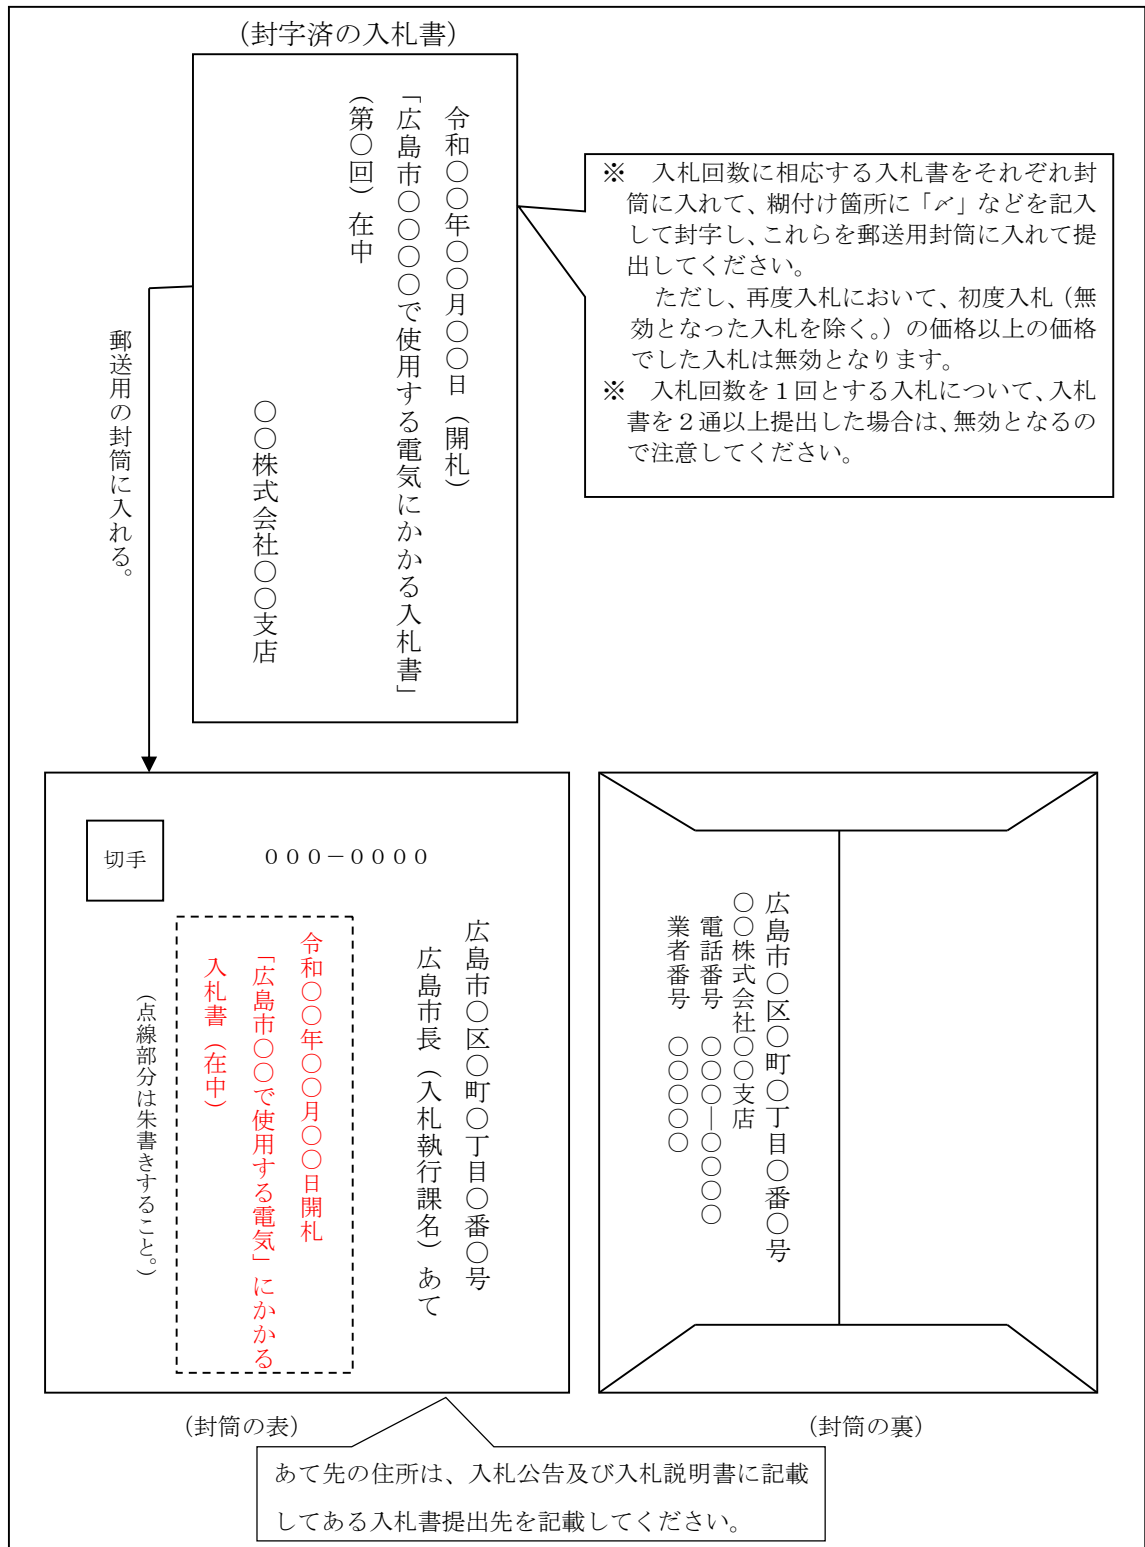 （封字済の入札書）
令和〇〇年〇〇月〇〇日（開札）
「広島市〇〇〇〇で使用する電気にかかる入札書」
（第〇回）在中
〇〇株式会社〇〇支店
※　入札回数に相応する入札書をそれぞれ封
筒に入れて、糊付け箇所に「〆」などを記入
して封字し、これらを郵送用封筒に入れて提
出してください。
ただし、再度入札において、初度入札（無
効となった入札を除く。）の価格以上の価格
でした入札は無効となります。
※　入札回数を１回とする入札について、入札
書を２通以上提出した場合は、無効となるの
で注意してください。
郵送用の封筒に入れる。
切手
０００－００００
広島市〇区〇町〇丁目〇番〇号
広島市長（入札執行課名）あて
令和〇〇年〇〇月〇〇日開札
「広島市〇〇で使用する電気」にかかる
入札書（在中）
（点線部分は朱書きすること。）
（封筒の表）
広島市〇区〇町〇丁目〇番〇号
〇〇株式会社〇〇支店
電話番号　〇〇〇―〇〇〇〇
業者番号　〇〇〇〇〇
（封筒の裏）
あて先の住所は、入札公告及び入札説明書に記載
してある入札書提出先を記載してください。